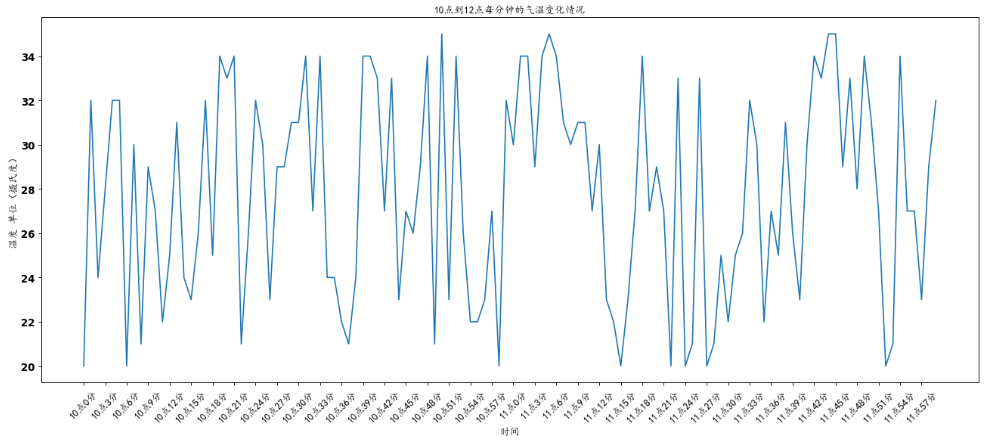 10点到12点每分钟的气温变化情况
温度 单位（摄氏度）
34
32
30
28
26
24
22
20
10点0分
10点3分
10点6分
10点9分
10点12分
10点15分
10点18分
10点21分
10点24分
10点27分
10点30分
10点33分
10点36分
10点39分
10点42分
10点45分
10点48分
10点51分
10点54分
10点57分
11点0分
11点3分
11点6分
11点9分
11点12分
11点15分
11点18分
11点21分
11点24分
11点27分
11点30分
11点33分
11点36分
11点39分
11点42分
11点45分
11点48分
11点51分
11点54分
11点57分
时间